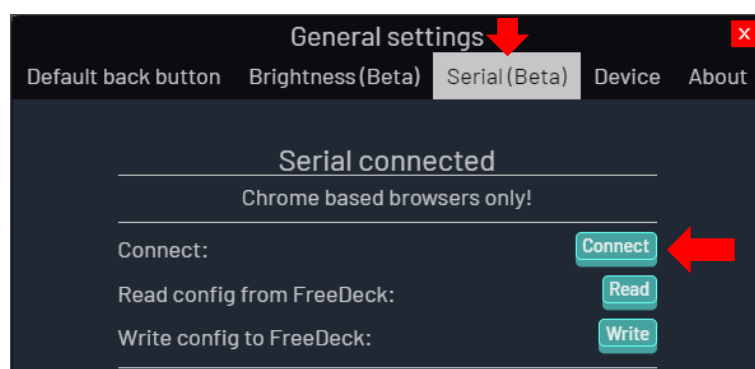 General settings
x
Default back button Brightness (Beta) Serial (Beta) Device About
Serial connected
Chrome based browsers only!
Connect: Connect
Read config from FreeDeck: Read
Write config to FreeDeck: Write